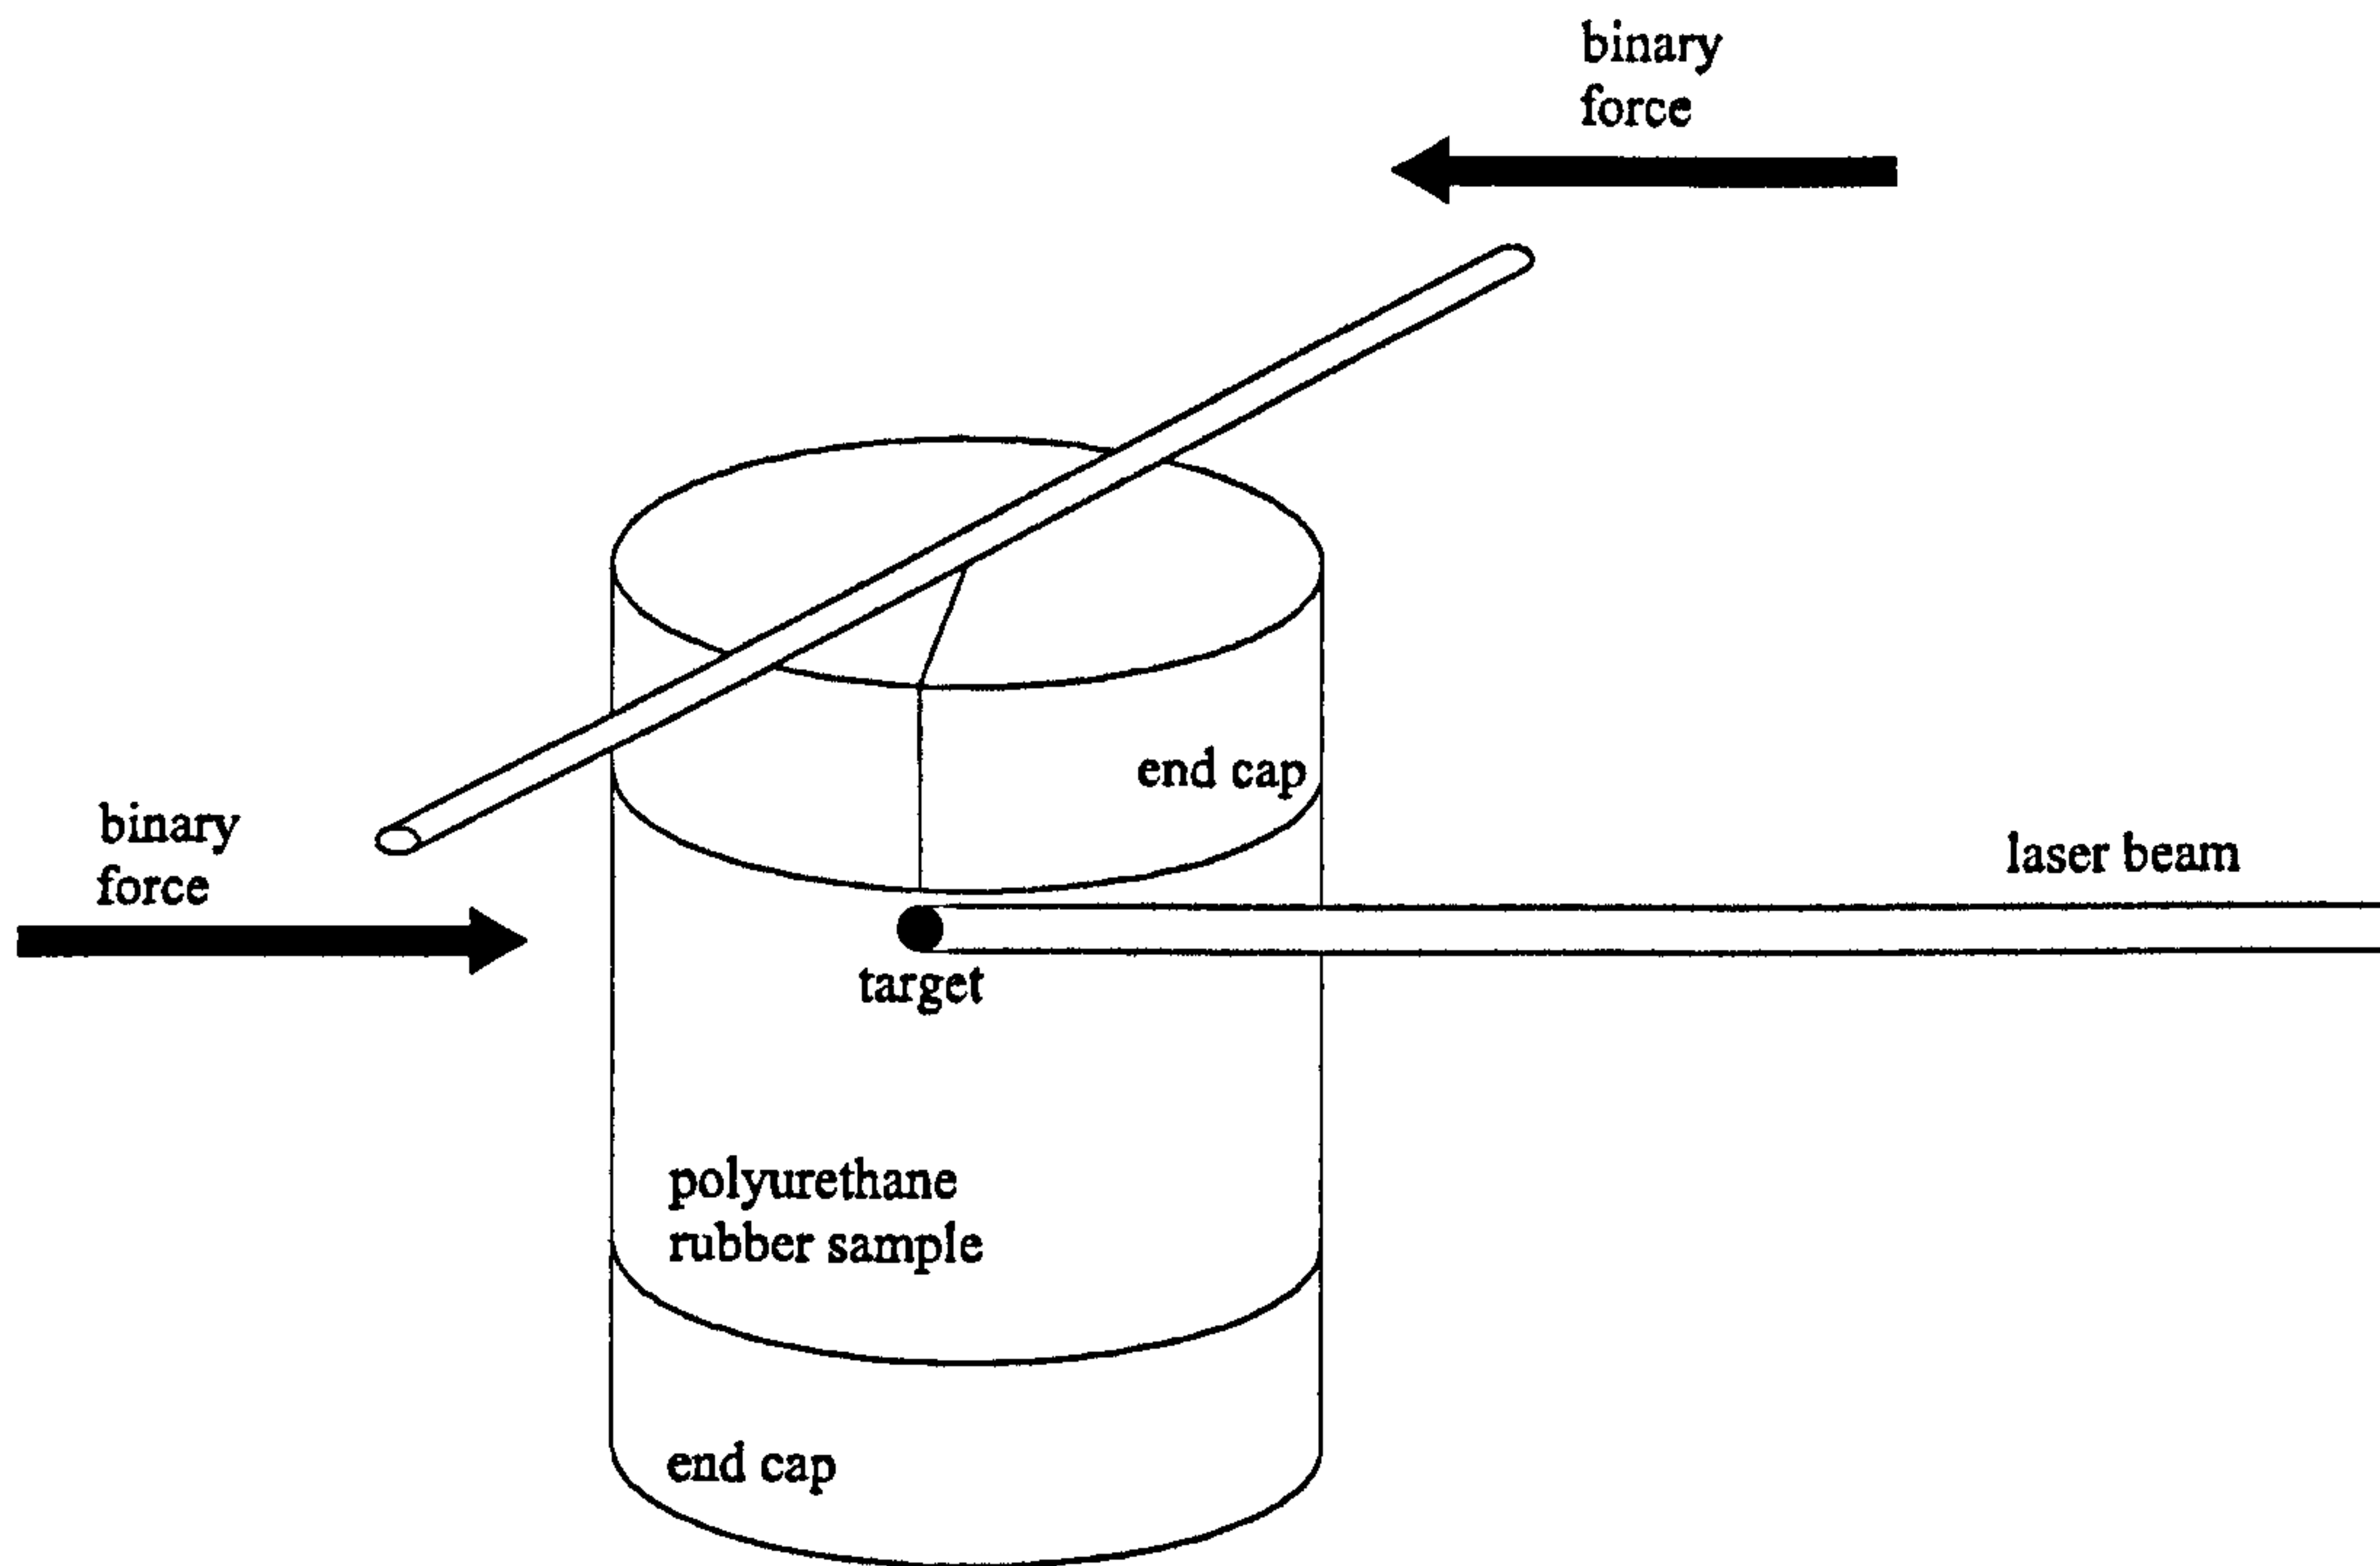 binary
force
end cap
binary
force
laser beam
target
polyurethane
rubber sample
end cap